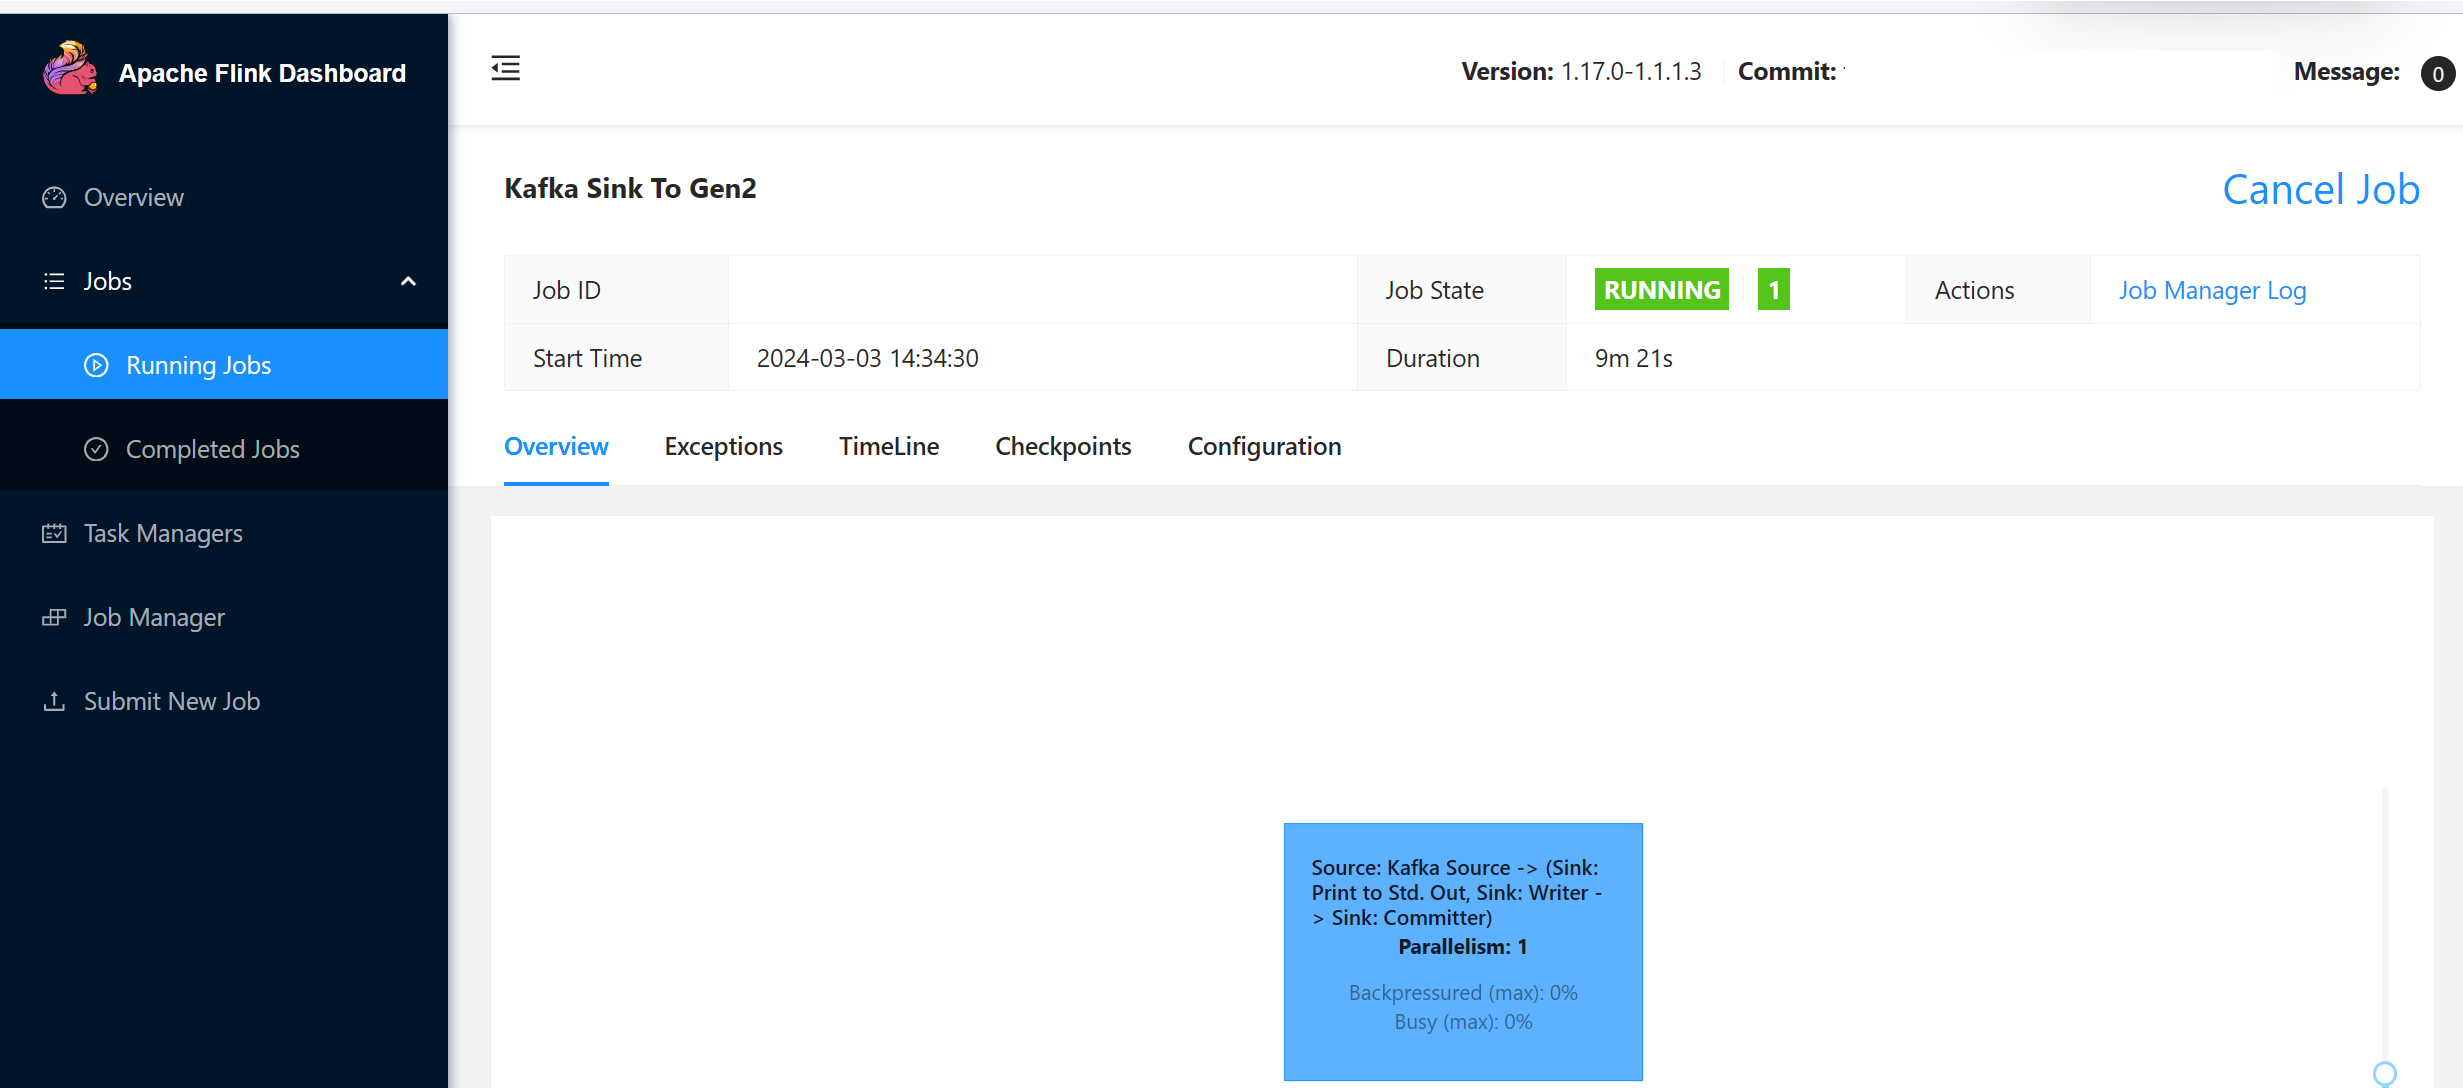 Apache Flink Dashboard
Version: 1.17.0-1.1.1.3
Commit:
Message: 0
Overview
Jobs
Running Jobs
Completed Jobs
Task Managers
Job Manager
Submit New Job
Kafka Sink To Gen2
Cancel Job
Job ID
Job State RUNNING 1
Actions Job Manager Log
Start Time 2024-03-03 14:34:30
Duration 9m 21s
Overview Exceptions TimeLine Checkpoints Configuration
Source: Kafka Source -> (Sink:
Print to Std. Out, Sink: Writer -
> Sink: Committer)
Parallelism: 1
Backpressured (max): 0%
Busy (max): 0%